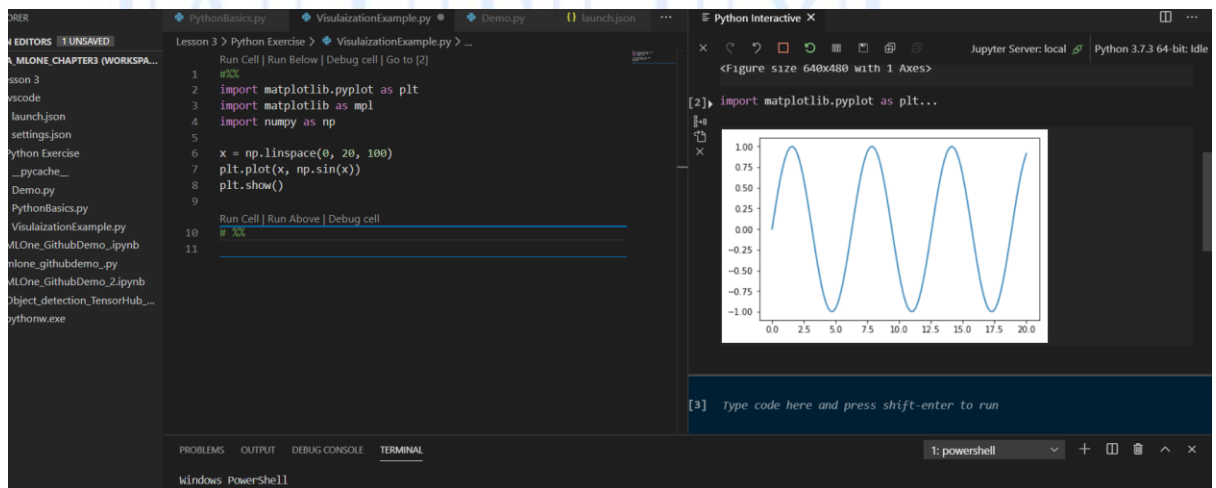 ORER
PythonBasics.py
VisulaizationExample.py
Demo.py
{} launch.json
...
N EDITORS 1 UNSAVED
A_MLONE_CHAPTER3 (WORKSPA...
esson 3
vscode
launch.json
settings.json
Python Exercise
__pycache__
Demo.py
PythonBasics.py
VisulaizationExample.py
MLOne_GithubDemo_.ipynb
mlone_githubdemo_.py
MLOne_GithubDemo_2.ipynb
Object_detection_TensorHub_...
pythonw.exe
Lesson 3 > Python Exercise > VisulaizationExample.py > ...
Run Cell | Run Below | Debug cell | Go to [2]
1 #%%
2 import matplotlib.pyplot as plt
3 import matplotlib as mpl
4 import numpy as np
5
6 x = np.linspace(0, 20, 100)
7 plt.plot(x, np.sin(x))
8 plt.show()
9
Run Cell | Run Above | Debug cell
10 # %%
11
Python Interactive
...
Jupyter Server: local
Python 3.7.3 64-bit: Idle
<Figure size 640x480 with 1 Axes>
[2] import matplotlib.pyplot as plt...
1.00
0.75
0.50
0.25
0.00
−0.25
−0.50
−0.75
−1.00
0.0 2.5 5.0 7.5 10.0 12.5 15.0 17.5 20.0
[3] Type code here and press shift-enter to run
PROBLEMS OUTPUT DEBUG CONSOLE TERMINAL
1: powershell
Windows PowerShell